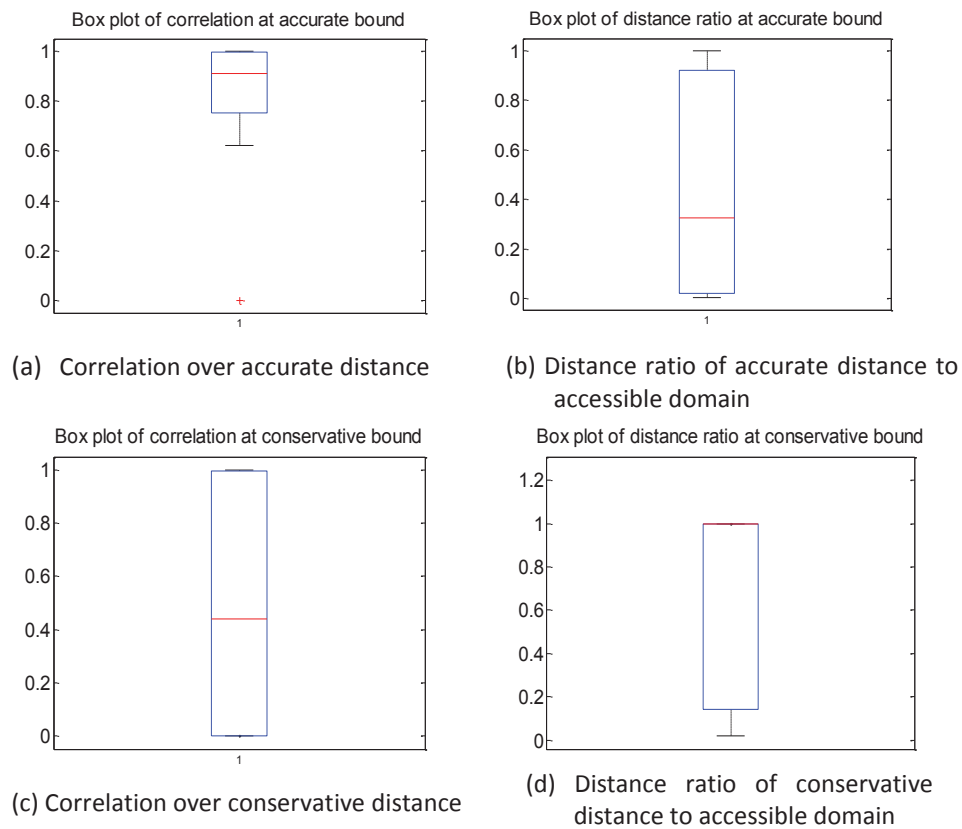 Box plot of correlation at accurate bound
1
0.8
0.6
0.4
0.2
0
1
(a) Correlation over accurate distance
Box plot of distance ratio at accurate bound
1
0.8
0.6
0.4
0.2
0
1
(b) Distance ratio of accurate distance to
accessible domain
Box plot of correlation at conservative bound
1
0.8
0.6
0.4
0.2
0
1
(c) Correlation over conservative distance
Box plot of distance ratio at conservative bound
1.2
1
0.8
0.6
0.4
0.2
0
(d) Distance ratio of conservative
distance to accessible domain